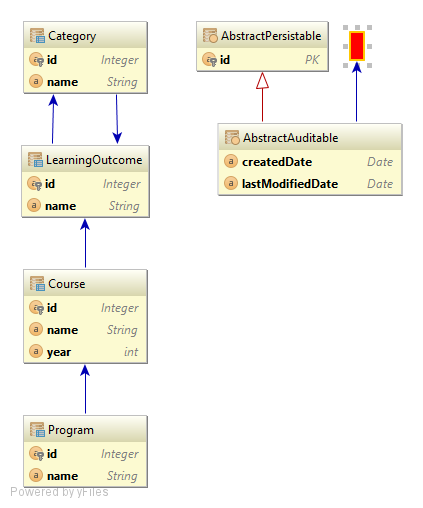 Category
id Integer
name String
LearningOutcome
id Integer
name String
Course
id Integer
name String
year int
Program
id Integer
name String
AbstractPersistable
id PK
AbstractAuditable
createdDate Date
lastModifiedDate Date
Powered by yFiles